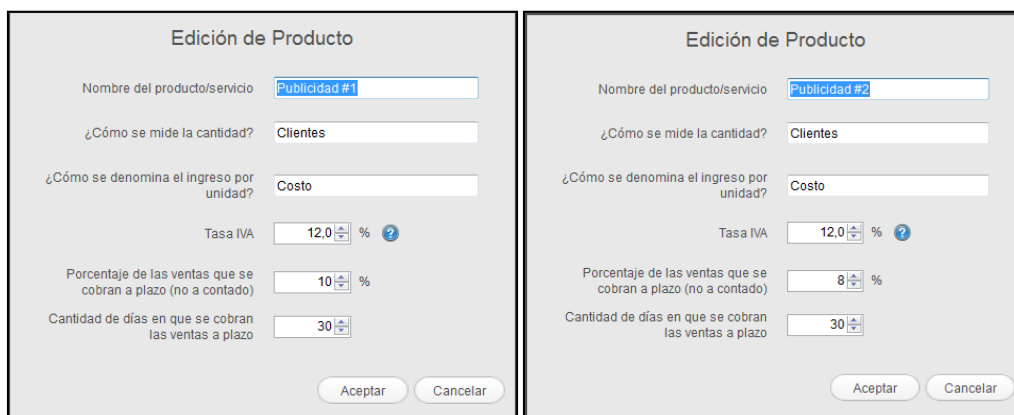 Edición de Producto
Nombre del producto/servicio Publicidad #1
¿Cómo se mide la cantidad? Clientes
¿Cómo se denomina el ingreso por
unidad? Costo
Tasa IVA 12,0 % ?
Porcentaje de las ventas que se
cobran a plazo (no a contado) 10 %
Cantidad de días en que se cobran
las ventas a plazo 30
Aceptar Cancelar
Edición de Producto
Nombre del producto/servicio Publicidad #2
¿Cómo se mide la cantidad? Clientes
¿Cómo se denomina el ingreso por
unidad? Costo
Tasa IVA 12,0 % ?
Porcentaje de las ventas que se
cobran a plazo (no a contado) 8 %
Cantidad de días en que se cobran
las ventas a plazo 30
Aceptar Cancelar